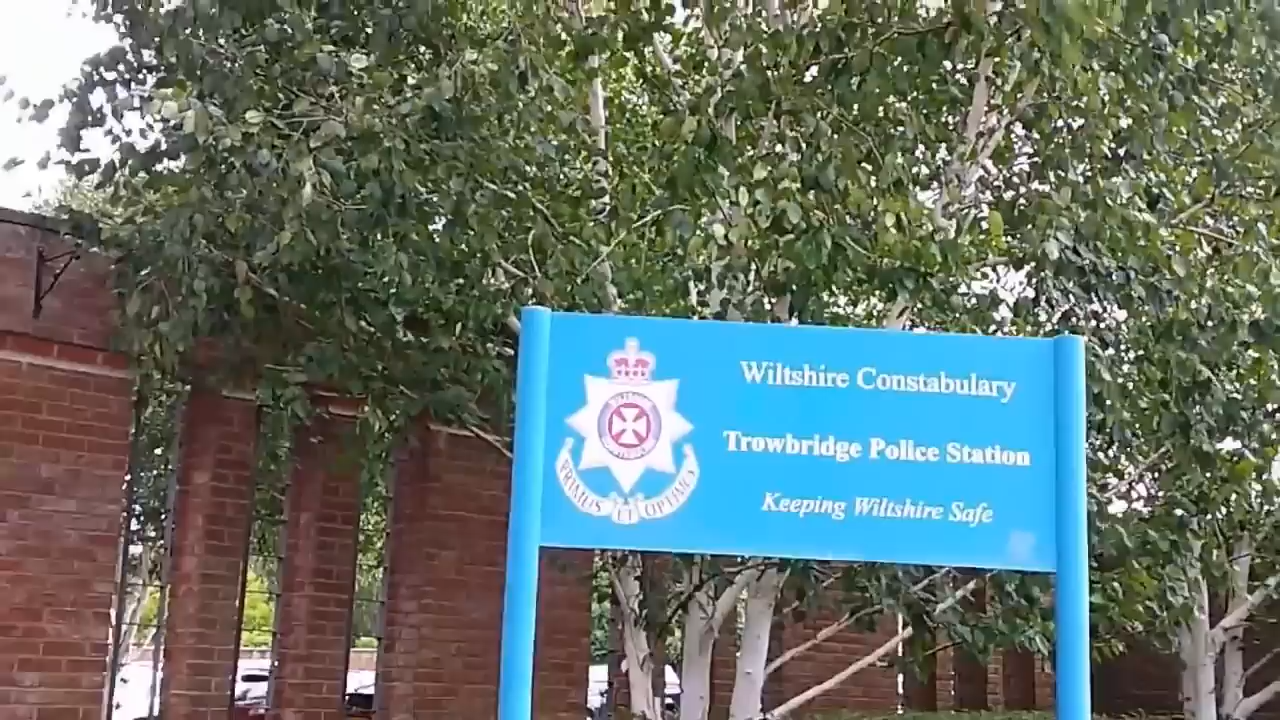 Wiltshire Constabulary
Trowbridge Police Station
Keeping Wiltshire Safe
PRIMUS ET OPTIMUS